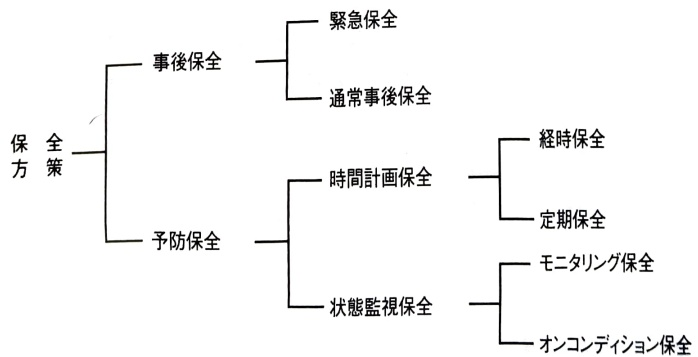 緊急保全
事後保全
通常事後保全
保全
方策
経時保全
時間計画保全
定期保全
予防保全
モニタリング保全
状態監視保全
オンコンディション保全